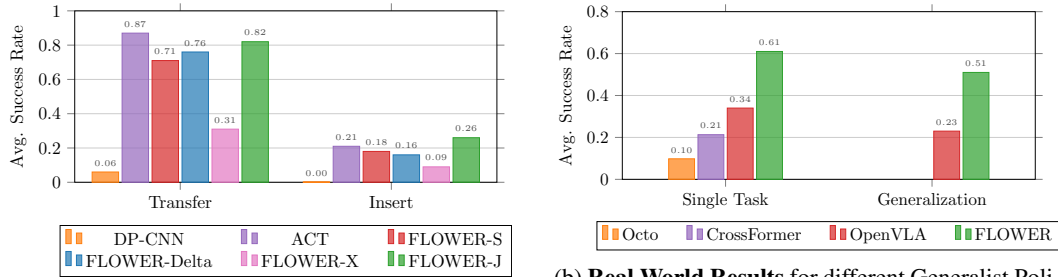 Avg. Success Rate
1
0.8
0.6
0.4
0.2
0
0.06
0.87
0.71
0.76
0.31
0.82
0.00
0.21
0.18
0.16
0.09
0.26
Transfer
Insert
DP-CNN
ACT
FLOWER-S
FLOWER-Delta
FLOWER-X
FLOWER-J
Avg. Success Rate
0.8
0.6
0.4
0.2
0
0.10
0.21
0.34
0.61
0.23
0.51
Single Task
Generalization
Octo
CrossFormer
OpenVLA
FLOWER
(b) Real World Results for different Generalist Poli